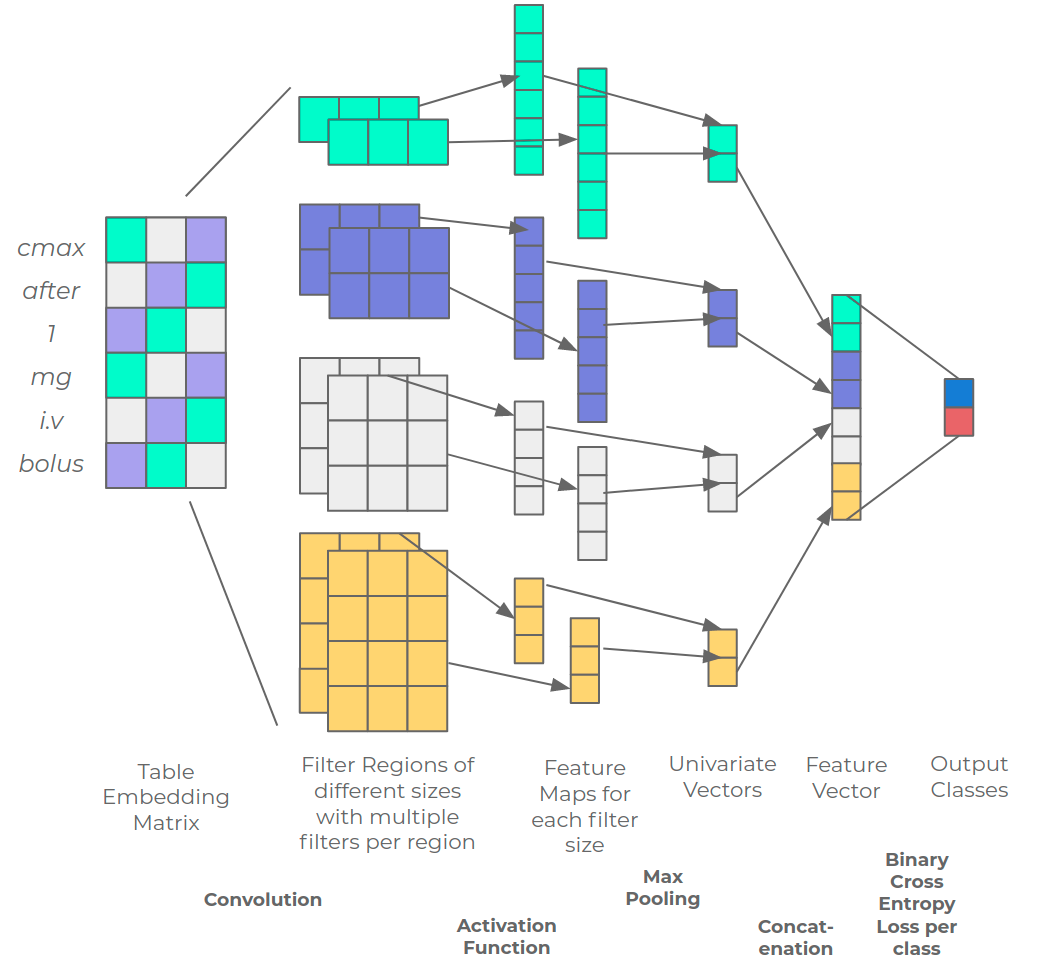 cmax
after
1
mg
i.v
bolus
Table
Embedding
Matrix
Filter Regions of
different sizes
with multiple
filters per region
Feature
Maps for
each filter
size
Univariate
Vectors
Feature
Vector
Output
Classes
Convolution
Activation
Function
Max
Pooling
Concat-
enation
Binary
Cross
Entropy
Loss per
class